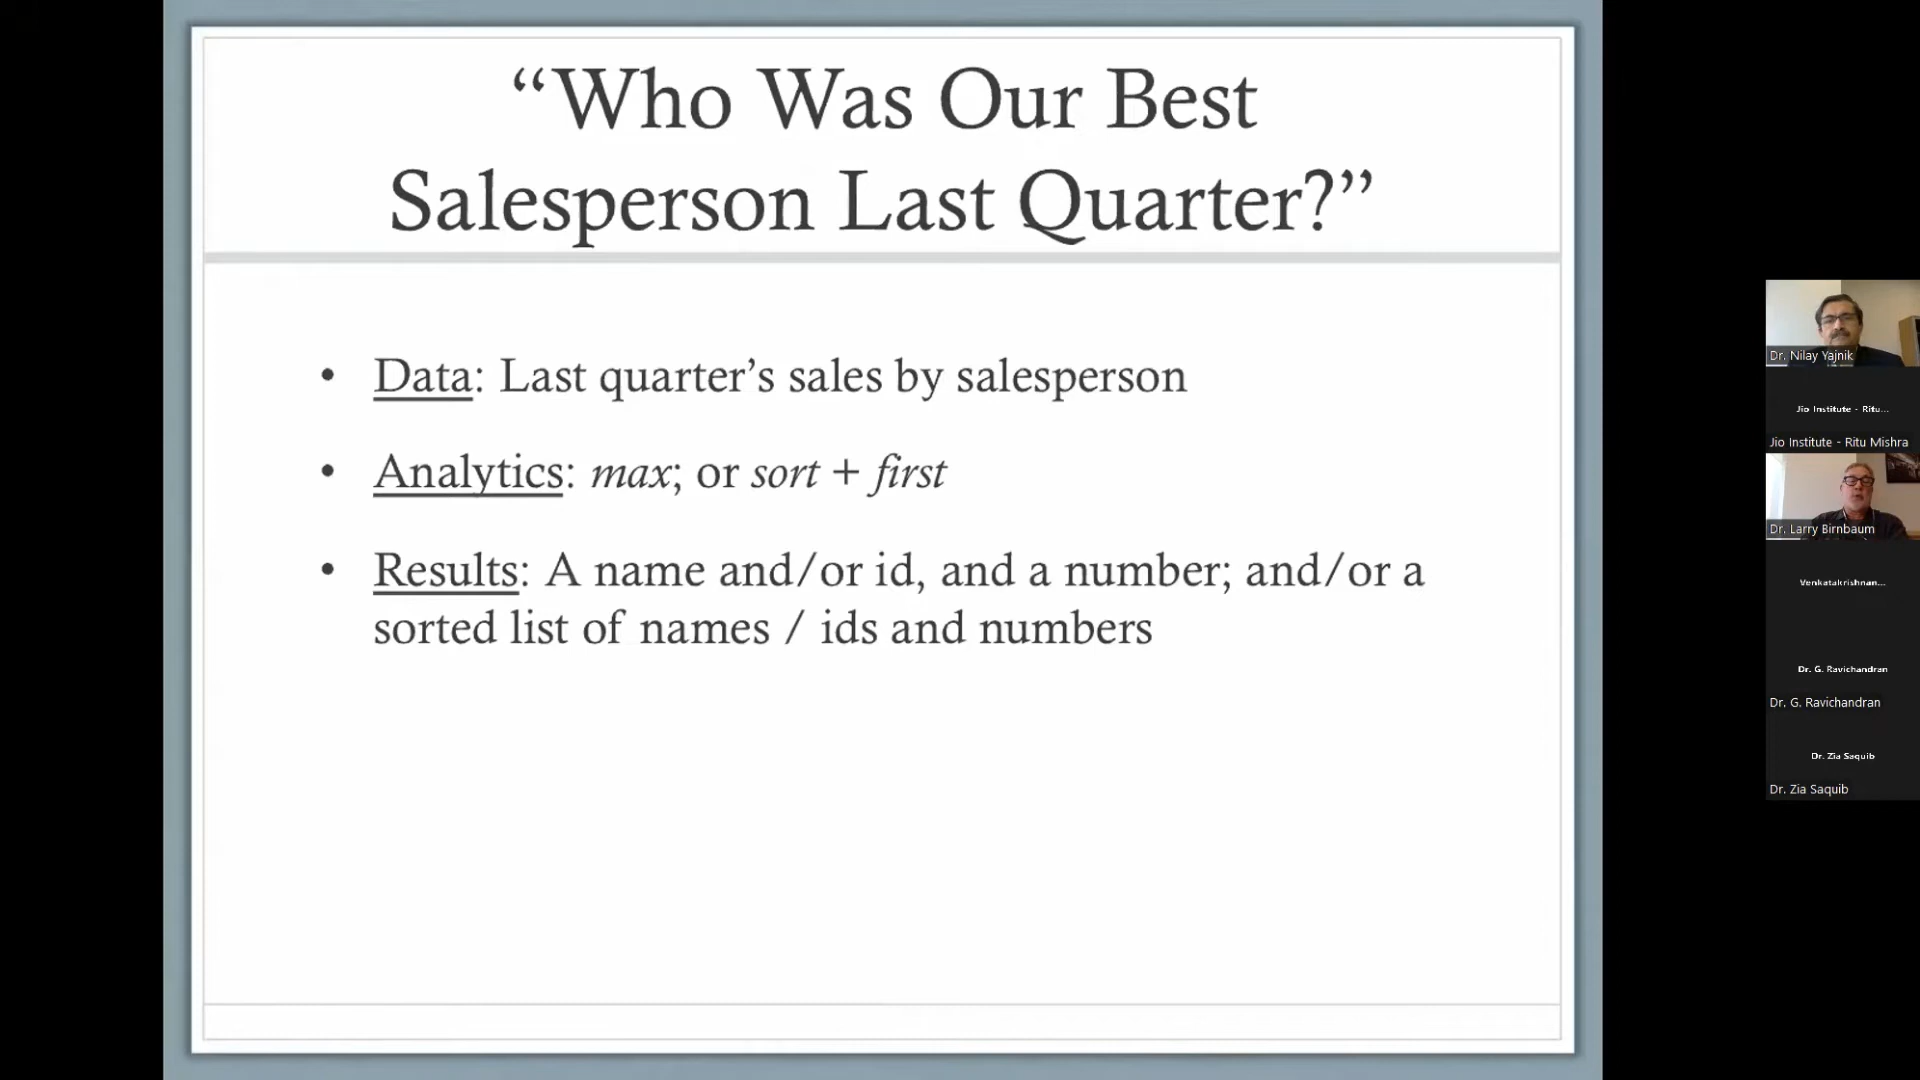 “Who Was Our Best
Salesperson Last Quarter?”
• Data: Last quarter’s sales by salesperson
• Analytics: max; or sort + first
• Results: A name and/or id, and a number; and/or a
sorted list of names / ids and numbers
Dr. Nilay Yajnik
Jio Institute - Ritu...
Jio Institute - Ritu Mishra
Dr. Larry Birnbaum
Venkatakrishnan...
Dr. G. Ravichandran
Dr. G. Ravichandran
Dr. Zia Saquib
Dr. Zia Saquib